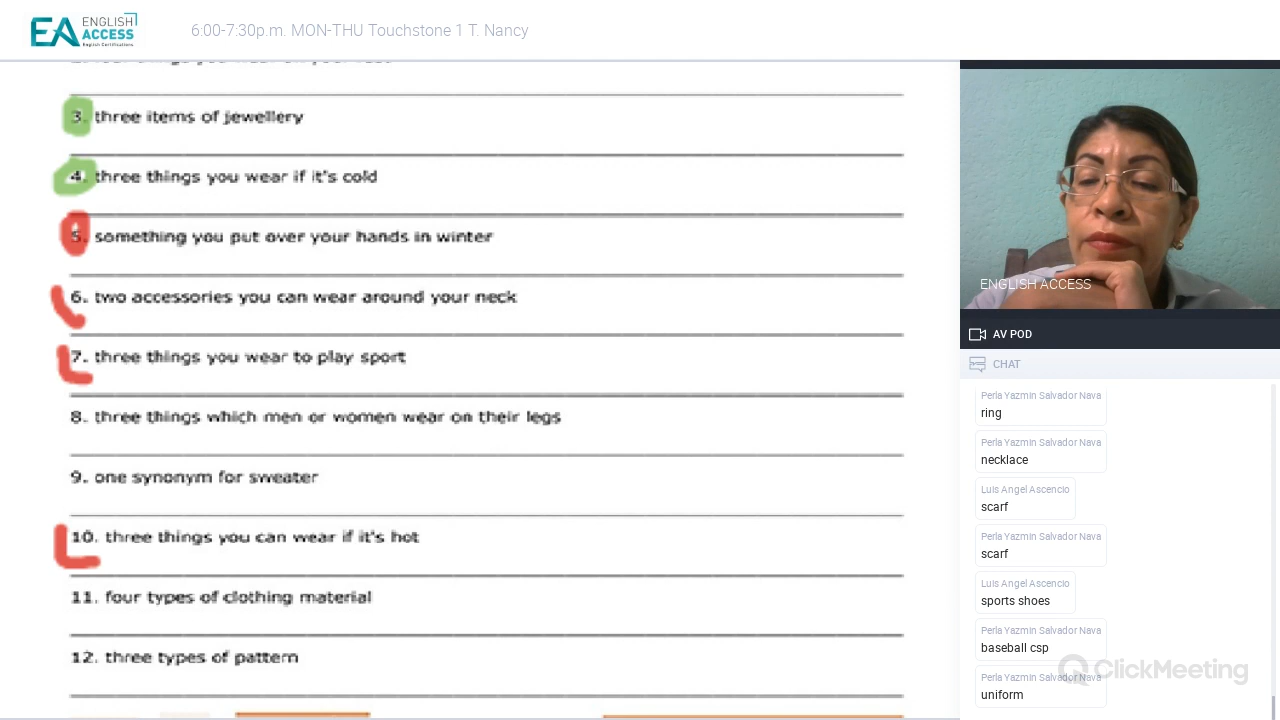 EA ENGLISH ACCESS
English Certifications
6:00-7:30p.m. MON-THU Touchstone 1 T. Nancy
3. three items of jewellery
4. three things you wear if it's cold
5. something you put over your hands in winter
6. two accessories you can wear around your neck
7. three things you wear to play sport
8. three things which men or women wear on their legs
9. one synonym for sweater
10. three things you can wear if it's hot
11. four types of clothing material
12. three types of pattern
ENGLISH ACCESS
AV POD
CHAT
Perla Yazmin Salvador Nava
ring
Perla Yazmin Salvador Nava
necklace
Luis Angel Ascencio
scarf
Perla Yazmin Salvador Nava
scarf
Luis Angel Ascencio
sports shoes
Perla Yazmin Salvador Nava
baseball csp
Perla Yazmin Salvador Nava
uniform
ClickMeeting